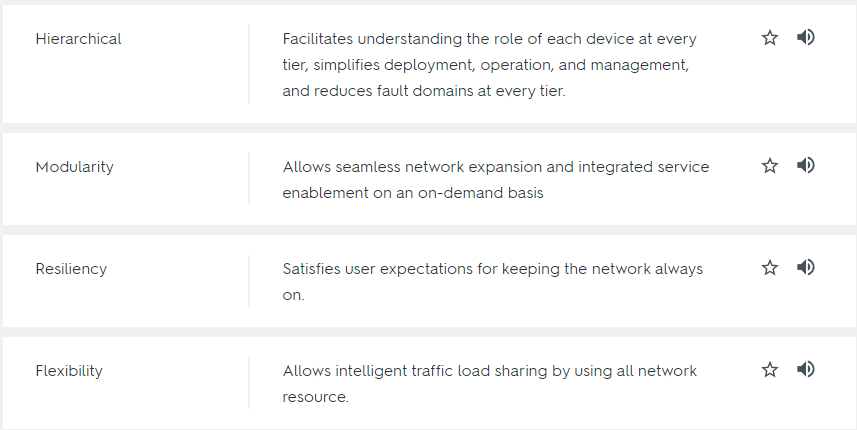 Hierarchical
Facilitates understanding the role of each device at every
tier, simplifies deployment, operation, and management,
and reduces fault domains at every tier.
Modularity
Allows seamless network expansion and integrated service
enablement on an on-demand basis
Resiliency
Satisfies user expectations for keeping the network always
on.
Flexibility
Allows intelligent traffic load sharing by using all network
resource.